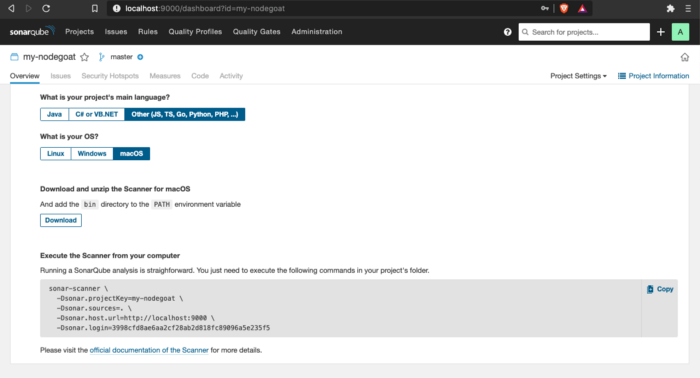 localhost:9000/dashboard?id=my-nodegoat
sonarqube Projects Issues Rules Quality Profiles Quality Gates Administration ? Search for projects... + A
my-nodegoat master
Overview Issues Security Hotspots Measures Code Activity Project Settings Project Information
What is your project's main language?
Java C# or VB.NET Other (JS, TS, Go, Python, PHP, ...)
What is your OS?
Linux Windows macOS
Download and unzip the Scanner for macOS
And add the bin directory to the PATH environment variable
Download
Execute the Scanner from your computer
Running a SonarQube analysis is straighforward. You just need to execute the following commands in your project's folder.
sonar-scanner \
-Dsonar.projectKey=my-nodegoat \
-Dsonar.sources=. \
-Dsonar.host.url=http://localhost:9000 \
-Dsonar.login=3998cfd8ae6aa2cf28ab2d818fc89096a5e235f5
Copy
Please visit the official documentation of the Scanner for more details.